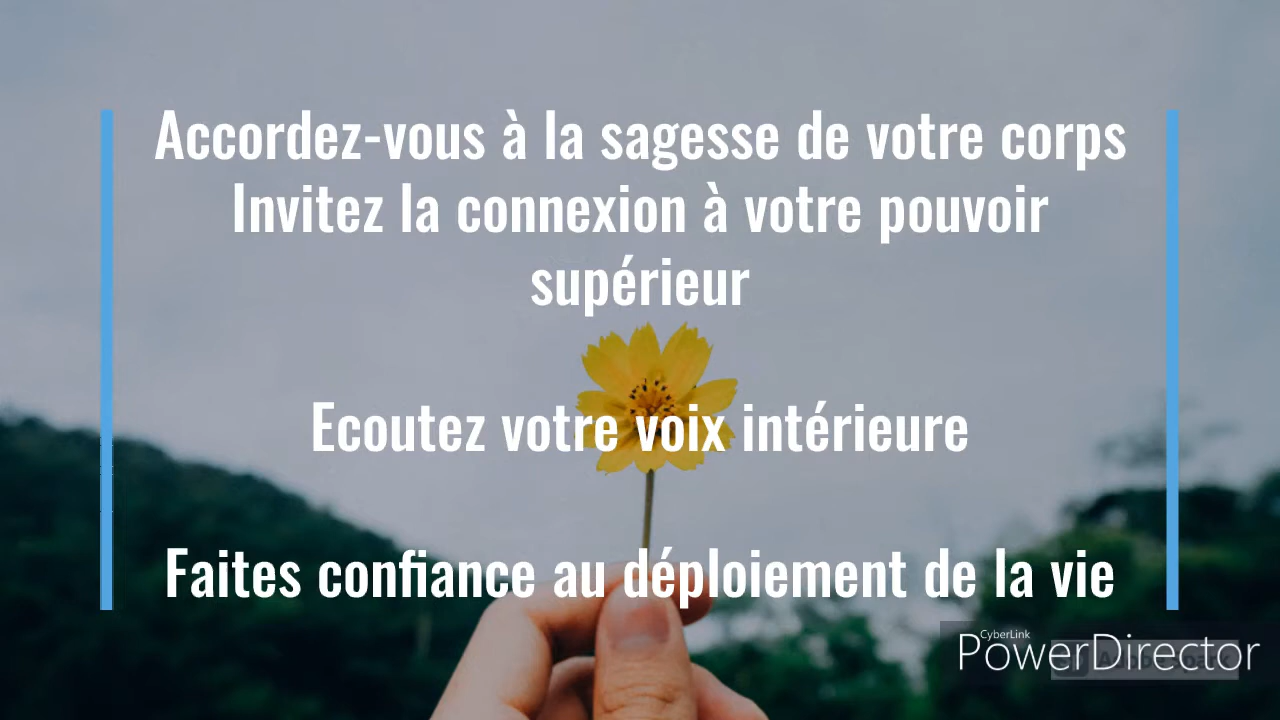 Accordez-vous à la sagesse de votre corps
Invitez la connexion à votre pouvoir
supérieur
Ecoutez votre voix intérieure
Faites confiance au déploiement de la vie
CyberLink
PowerDirector